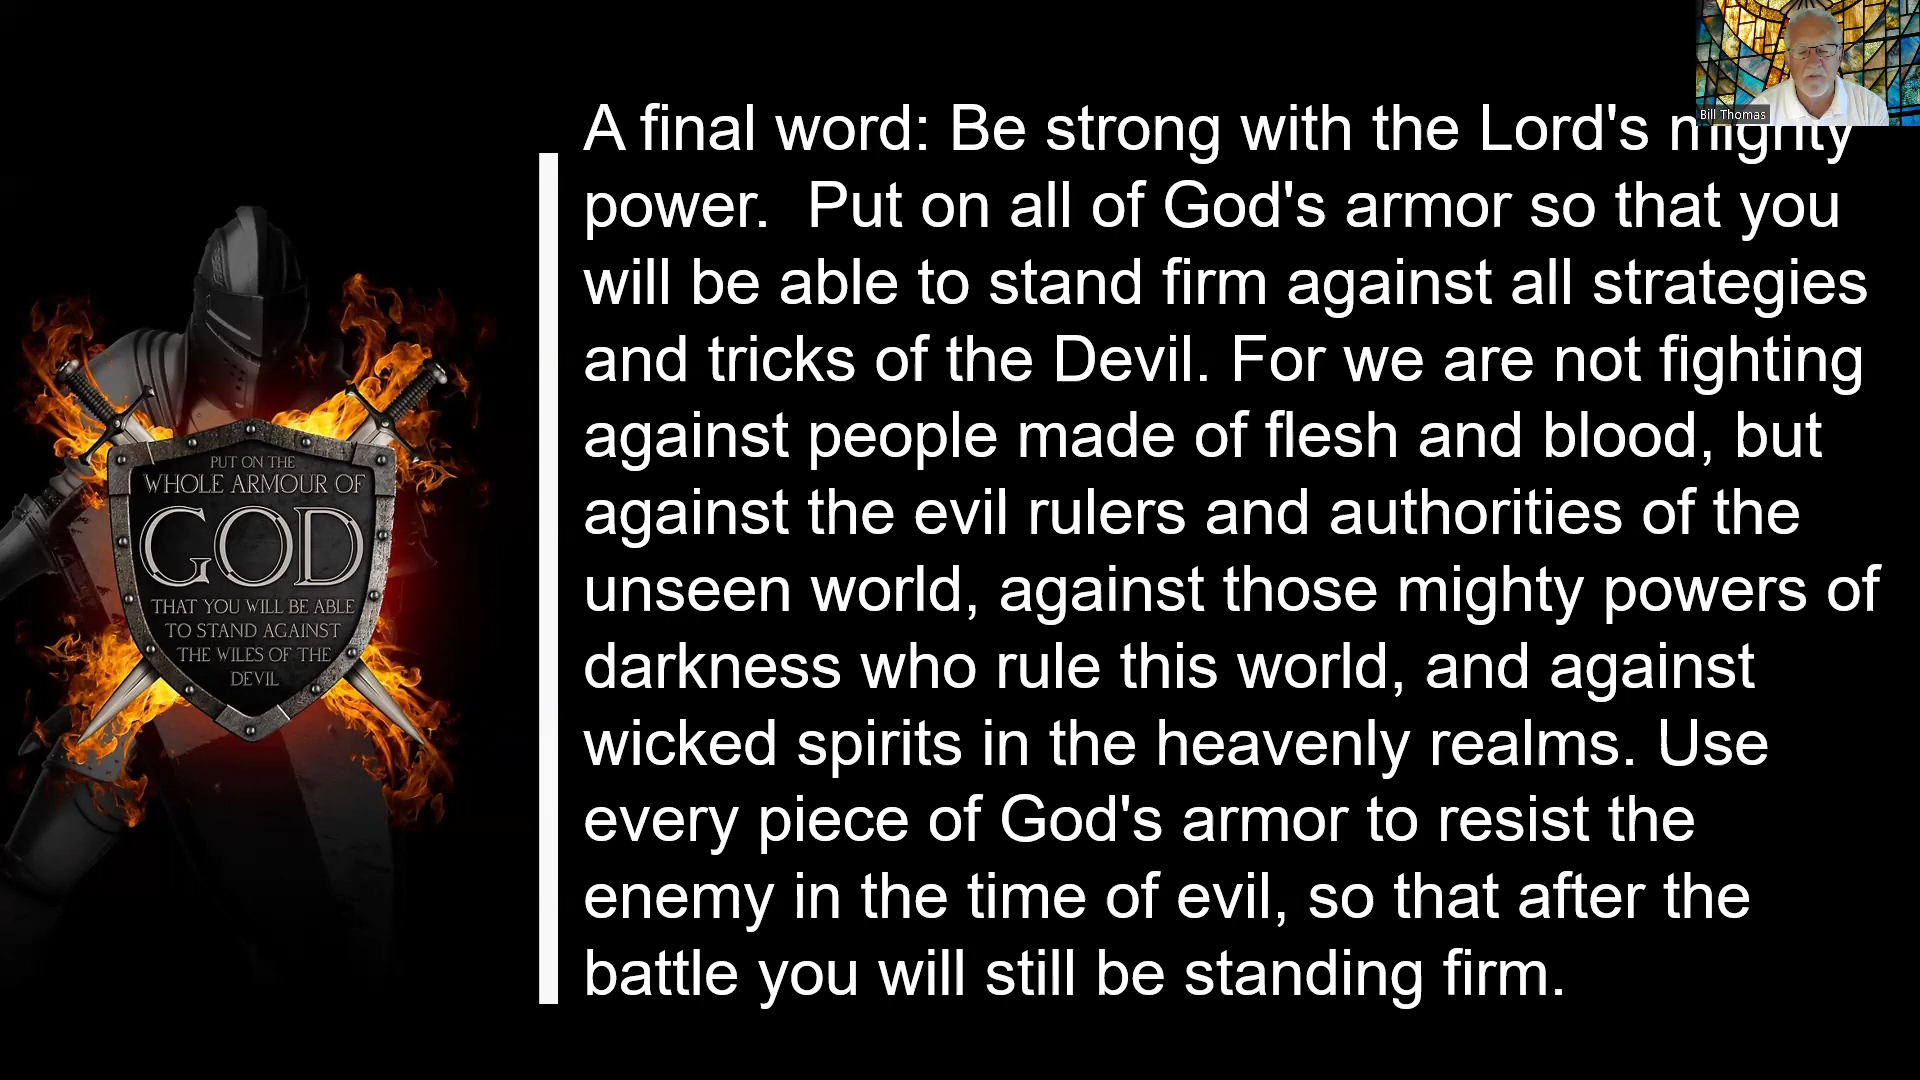 A final word: Be strong with the Lord's mighty
power.  Put on all of God's armor so that you
will be able to stand firm against all strategies
and tricks of the Devil. For we are not fighting
against people made of flesh and blood, but
against the evil rulers and authorities of the
unseen world, against those mighty powers of
darkness who rule this world, and against
wicked spirits in the heavenly realms. Use
every piece of God's armor to resist the
enemy in the time of evil, so that after the
battle you will still be standing firm.
PUT ON THE
WHOLE ARMOUR OF
GOD
THAT YOU WILL BE ABLE
TO STAND AGAINST
THE WILES OF THE
DEVIL
Bill Thomas